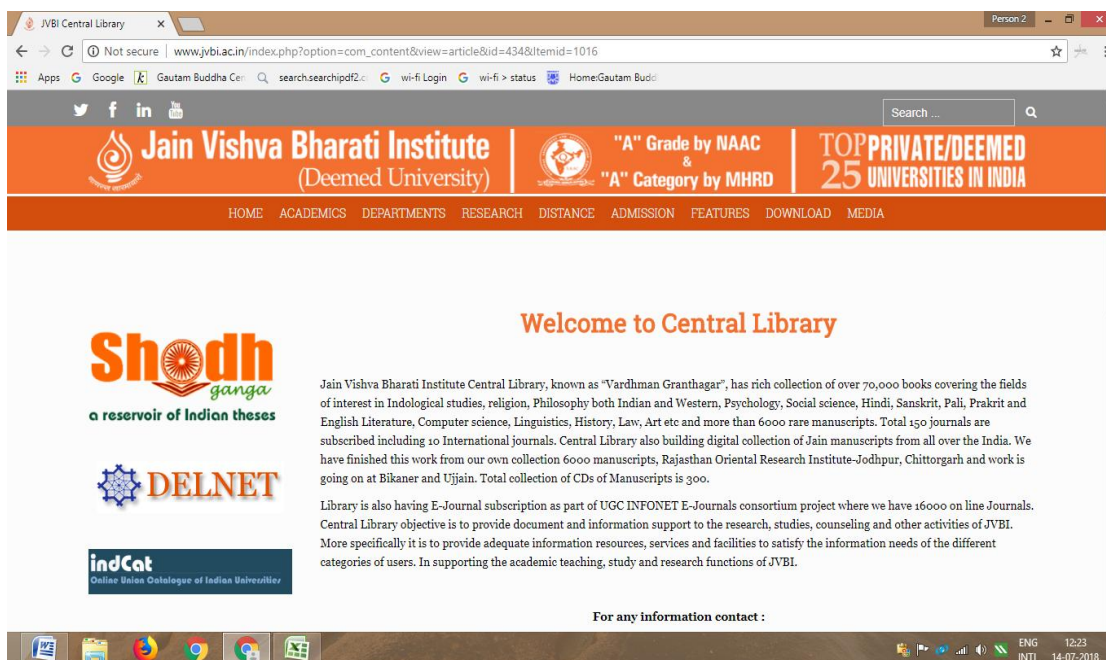 JVBI Central Library
Person 2
Not secure | www.jvbi.ac.in/index.php?option=com_content&view=article&id=434&Itemid=1016
Apps Google Gautam Buddha Cen search.searchpdf2.c wi-fi Login wi-fi > status Home:Gautam Budd
Search ...
Jain Vishva Bharati Institute
(Deemed University)
"A" Grade by NAAC
&
"A" Category by MHRD
TOP 25 PRIVATE/DEEMED
UNIVERSITIES IN INDIA
HOME ACADEMICS DEPARTMENTS RESEARCH DISTANCE ADMISSION FEATURES DOWNLOAD MEDIA
Shodh
ganga
a reservoir of Indian theses
DELNET
indCat
Online Union Catalogue of Indian Universities
Welcome to Central Library
Jain Vishva Bharati Institute Central Library, known as “Vardhman Granthagar”, has rich collection of over 70,000 books covering the fields
of interest in Indological studies, religion, Philosophy both Indian and Western, Psychology, Social science, Hindi, Sanskrit, Pali, Prakrit and
English Literature, Computer science, Linguistics, History, Law, Art etc and more than 6000 rare manuscripts. Total 150 journals are
subscribed including 10 International journals. Central Library also building digital collection of Jain manuscripts from all over the India. We
have finished this work from our own collection 6000 manuscripts, Rajasthan Oriental Research Institute-Jodhpur, Chittorgarh and work is
going on at Bikaner and Ujjain. Total collection of CDs of Manuscripts is 300.
Library is also having E-Journal subscription as part of UGC INFONET E-Journals consortium project where we have 16000 on line Journals.
Central Library objective is to provide document and information support to the research, studies, counseling and other activities of JVBI.
More specifically it is to provide adequate information resources, services and facilities to satisfy the information needs of the different
categories of users. In supporting the academic teaching, study and research functions of JVBI.
For any information contact :
ENG 12:23
INTL 14-07-2018